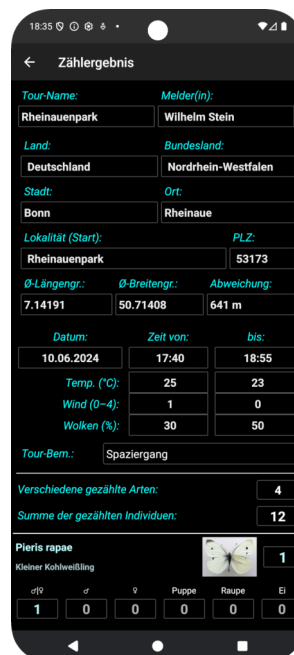 18:35
Zählergebnis
Tour-Name: Melder(in):
Rheinauenpark Wilhelm Stein
Land: Bundesland:
Deutschland Nordrhein-Westfalen
Stadt: Ort:
Bonn Rheinaue
Lokalität (Start): PLZ:
Rheinauenpark 53173
Ø-Längengr.: Ø-Breitengr.: Abweichung:
7.14191 50.71408 641 m
Datum: Zeit von: bis:
10.06.2024 17:40 18:55
Temp. (°C): 25 23
Wind (0–4): 1 0
Wolken (%): 30 50
Tour-Bem.: Spaziergang
Verschiedene gezählte Arten: 4
Summe der gezählten Individuen: 12
Pieris rapae 1
Kleiner Kohlweißling
♂|♀ ♂ ♀ Puppe Raupe Ei
1 0 0 0 0 0